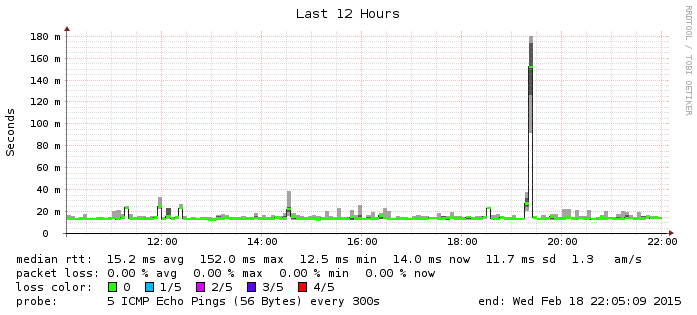 Last 12 Hours
RRDTOOL / TOBI OETIKER
Seconds
180 m
160 m
140 m
120 m
100 m
80 m
60 m
40 m
20 m
0
12:00 14:00 16:00 18:00 20:00 22:00
median rtt: 15.2 ms avg 152.0 ms max 12.5 ms min 14.0 ms now 11.7 ms sd 1.3 am/s
packet loss: 0.00 % avg 0.00 % max 0.00 % min 0.00 % now
loss color: 0 1/5 2/5 3/5 4/5
probe: 5 ICMP Echo Pings (56 Bytes) every 300s end: Wed Feb 18 22:05:09 2015